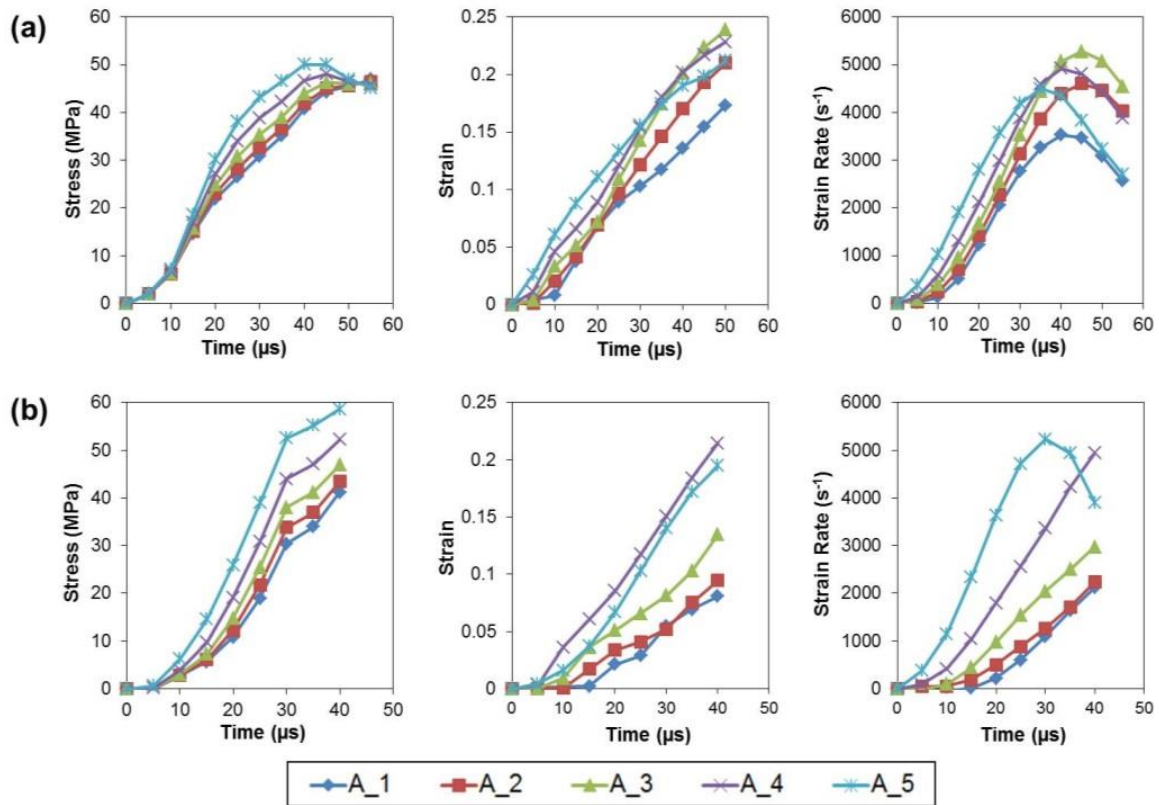 (a)
Stress (MPa)
60
50
40
30
20
10
0
0 10 20 30 40 50 60
Time (µs)
Strain
0.25
0.2
0.15
0.1
0.05
0
0 10 20 30 40 50 60
Time (µs)
Strain Rate (s⁻¹)
6000
5000
4000
3000
2000
1000
0
0 10 20 30 40 50 60
Time (µs)
(b)
Stress (MPa)
60
50
40
30
20
10
0
0 10 20 30 40 50
Time (µs)
Strain
0.25
0.2
0.15
0.1
0.05
0
0 10 20 30 40 50
Time (µs)
Strain Rate (s⁻¹)
6000
5000
4000
3000
2000
1000
0
0 10 20 30 40 50
Time (µs)
A_1 A_2 A_3 A_4 A_5